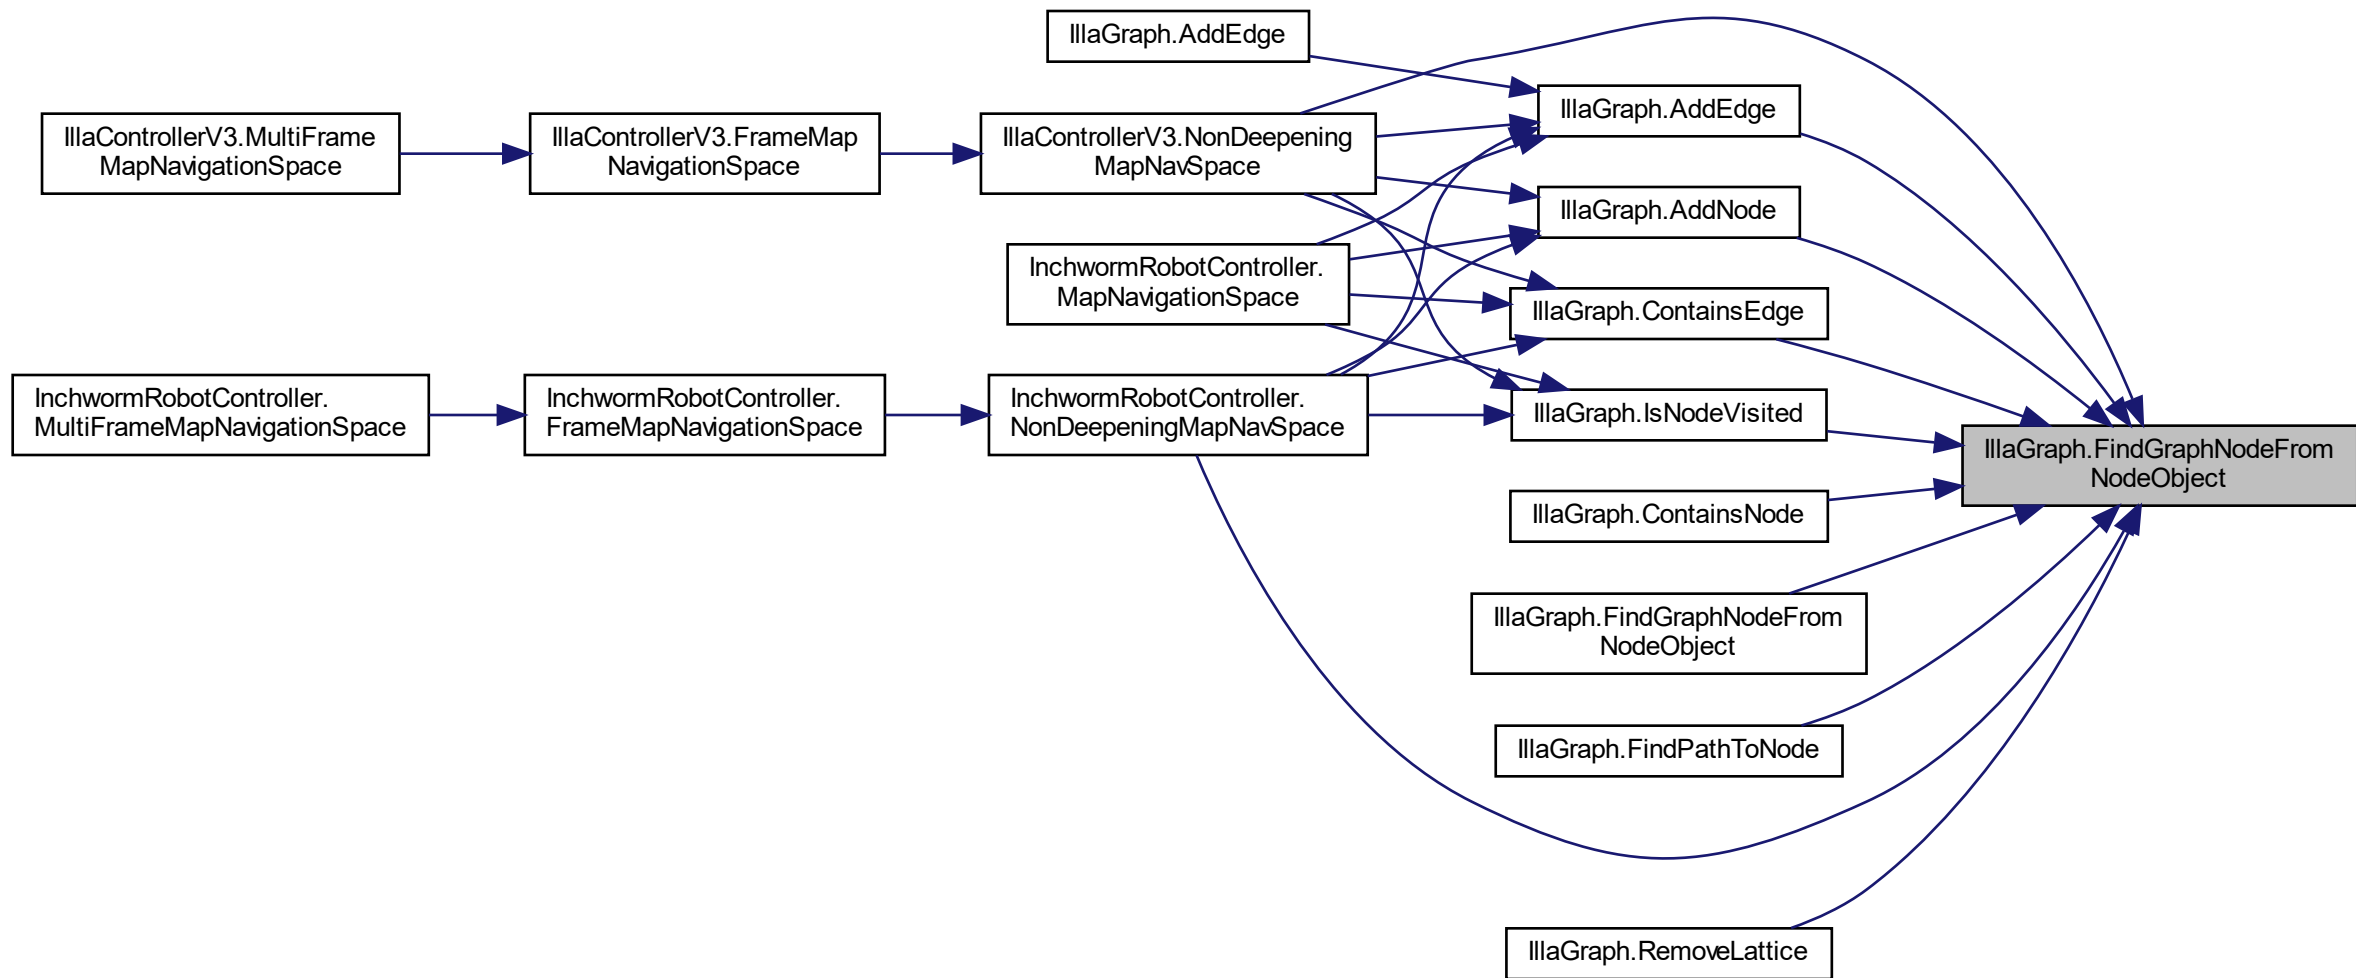 IllaGraph.AddEdge
IllaControllerV3.MultiFrame
MapNavigationSpace
IllaControllerV3.FrameMap
NavigationSpace
IllaControllerV3.NonDeepening
MapNavSpace
IllaGraph.AddEdge
IllaGraph.AddNode
InchwormRobotController.
MapNavigationSpace
IllaGraph.ContainsEdge
InchwormRobotController.
MultiFrameMapNavigationSpace
InchwormRobotController.
FrameMapNavigationSpace
InchwormRobotController.
NonDeepeningMapNavSpace
IllaGraph.IsNodeVisited
IllaGraph.FindGraphNodeFrom
NodeObject
IllaGraph.ContainsNode
IllaGraph.FindGraphNodeFrom
NodeObject
IllaGraph.FindPathToNode
IllaGraph.RemoveLattice